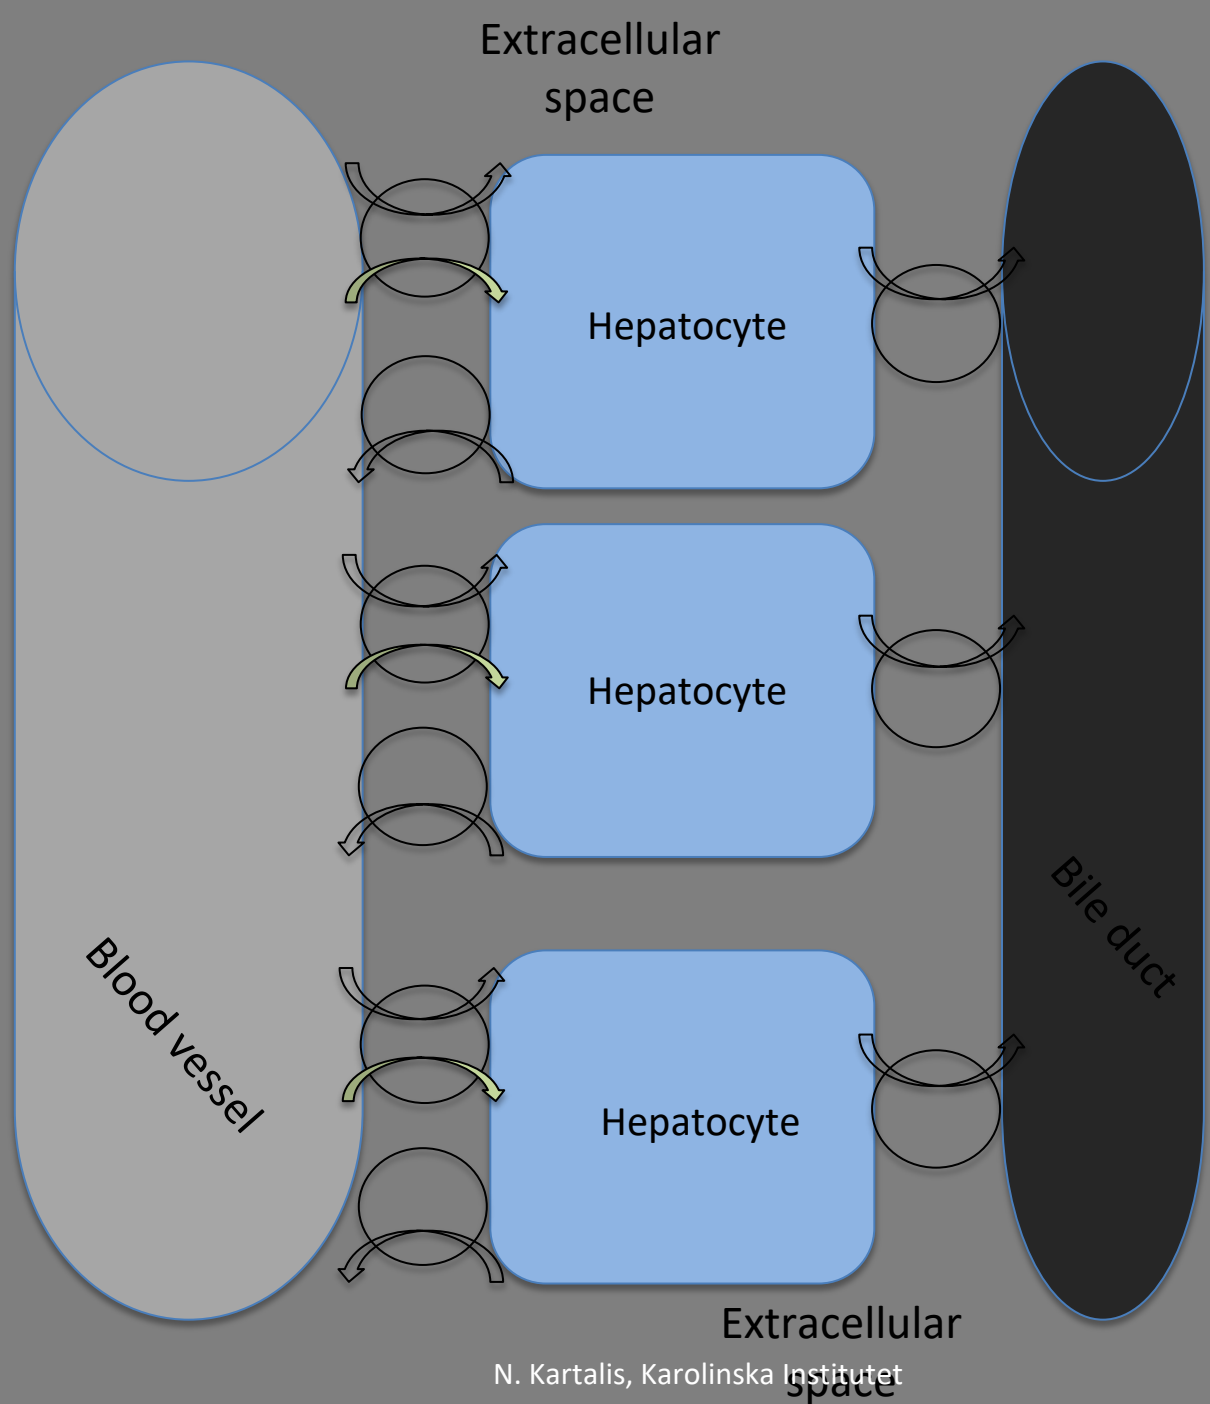 Extracellular
space
Hepatocyte
Hepatocyte
Bile duct
Blood vessel
Hepatocyte
Extracellular
space
N. Kartalis, Karolinska Institutet